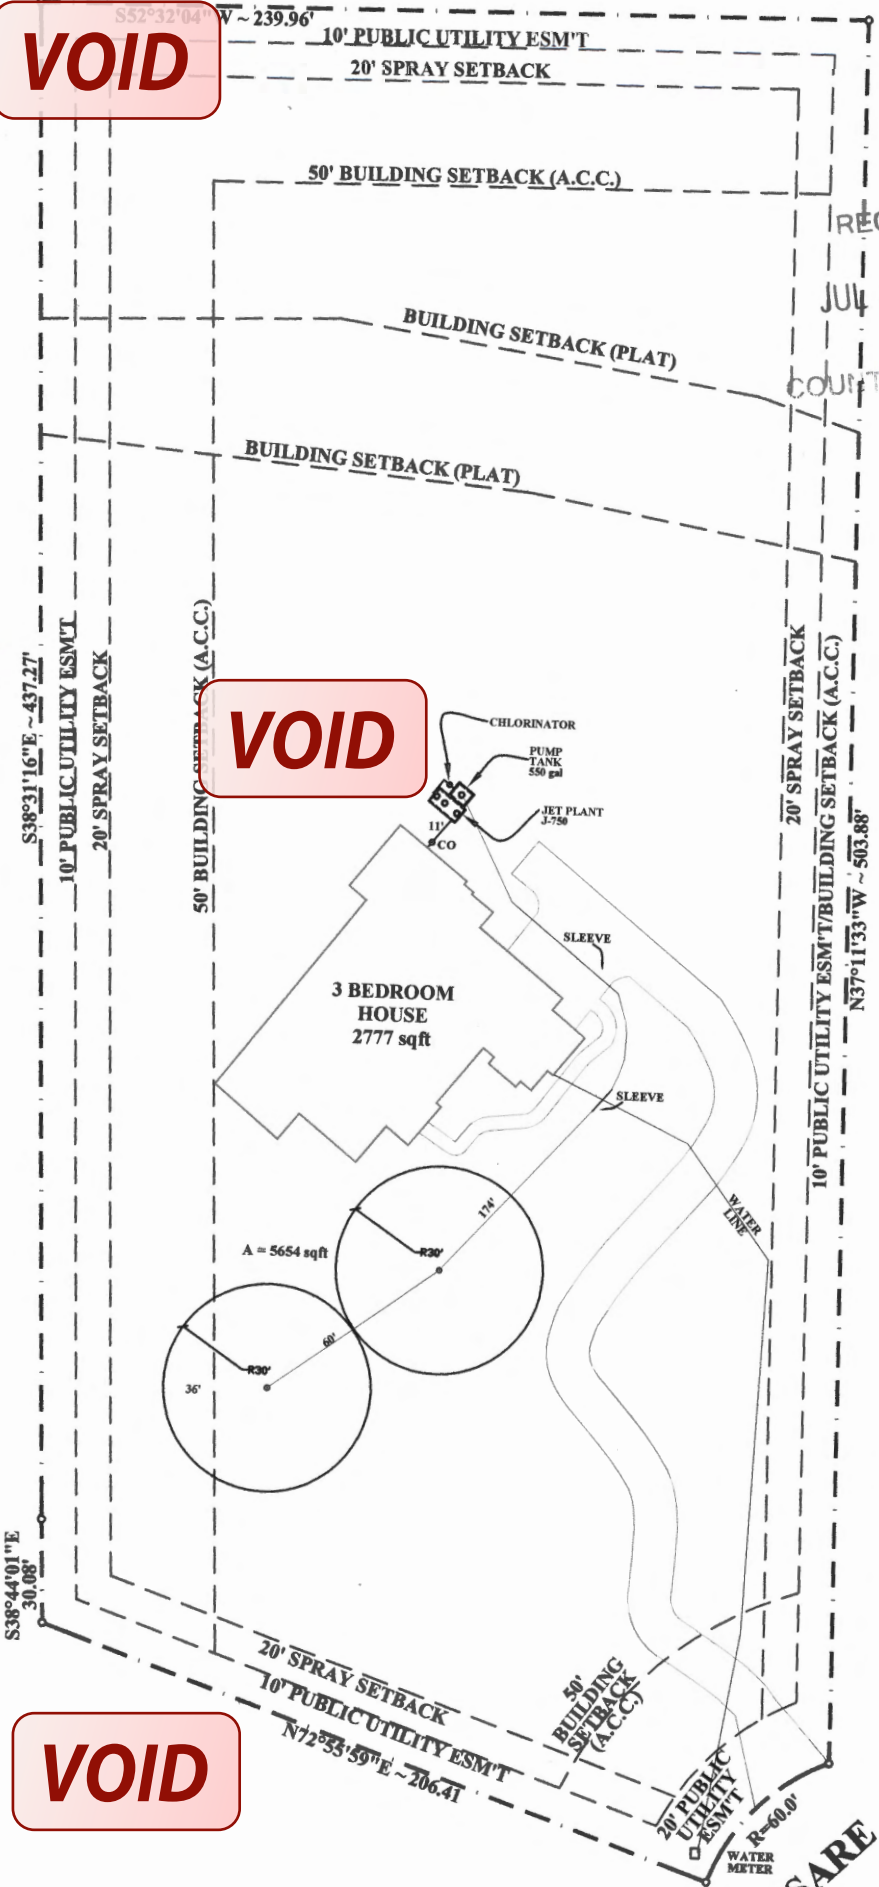 S52°32'04" W ~ 239.96'
VOID
10' PUBLIC UTILITY ESM'T
20' SPRAY SETBACK
50' BUILDING SETBACK (A.C.C.)
JUL
BUILDING SETBACK (PLAT)
BUILDING SETBACK (PLAT)
S38°31'16"E ~ 437.27'
10' PUBLIC UTILITY ESM'T
20' SPRAY SETBACK
50' BUILDING SETBACK (A.C.C.)
VOID
CHLORINATOR
PUMP
TANK
550 gal
JET PLANT
J-750
11'
CO
20' SPRAY SETBACK
10' PUBLIC UTILITY ESM'T/BUILDING SETBACK (A.C.C.)
N37°11'33"W ~ 503.88'
SLEEVE
3 BEDROOM
HOUSE
2777 sqft
SLEEVE
WATER
LINE
174'
A = 5654 sqft
R30'
60'
R30'
36'
S38°44'01"E
30.08'
20' SPRAY SETBACK
10' PUBLIC UTILITY ESM'T
N72°55'59"E ~ 206.41
50'
BUILDING
SETBACK
(A.C.C.)
VOID
20' PUBLIC
UTILITY
ESM'T
R=60.0'
WATER
METER